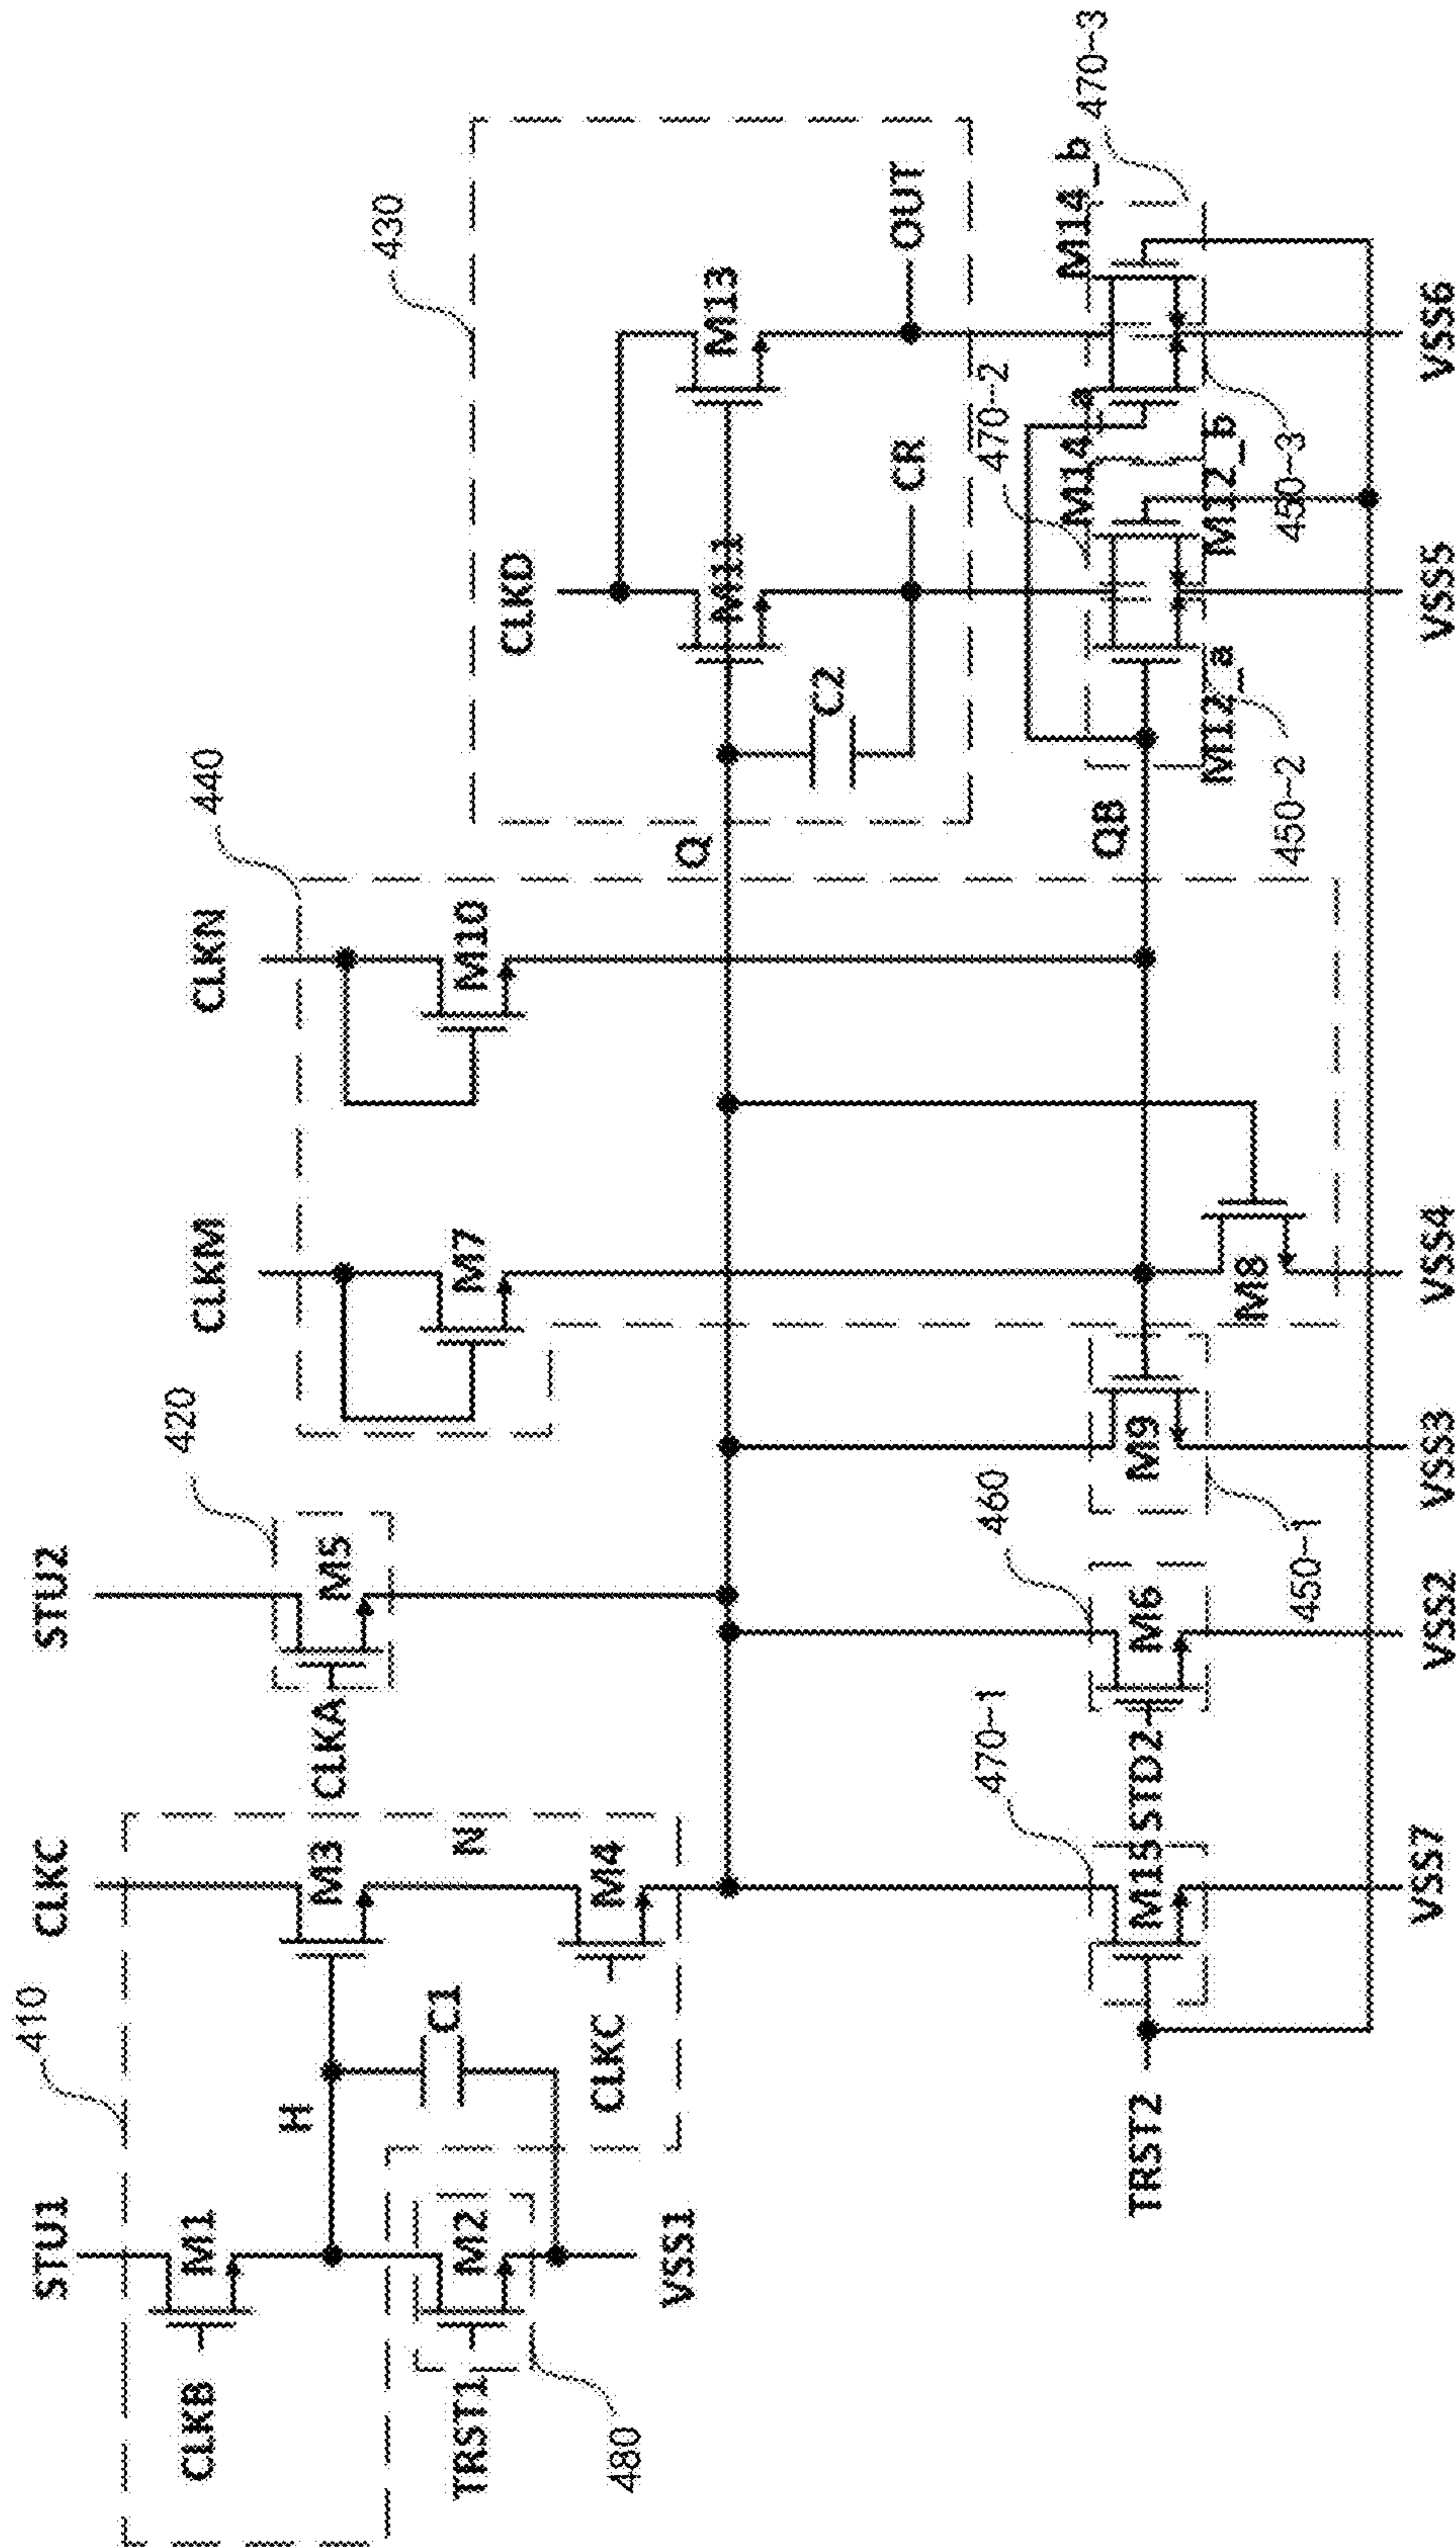 410
STU1
CLKC
STU2
420
CLKM
440
CLKN
430
CLKB
M1
H
M3
CLKA
M5
M7
M10
CLKD
TRST1
M2
C1
N
M4
CLKC
480
VSS1
Q
C2
M11
M13
CR
OUT
470-1
460
470-2
470-3
TRST2
M15
STD2
M6
M9
QB
M14_a
M14_b
M8
M12_a
M12_b
450-1
450-2
450-3
VSS7
VSS2
VSS3
VSS4
VSS5
VSS6